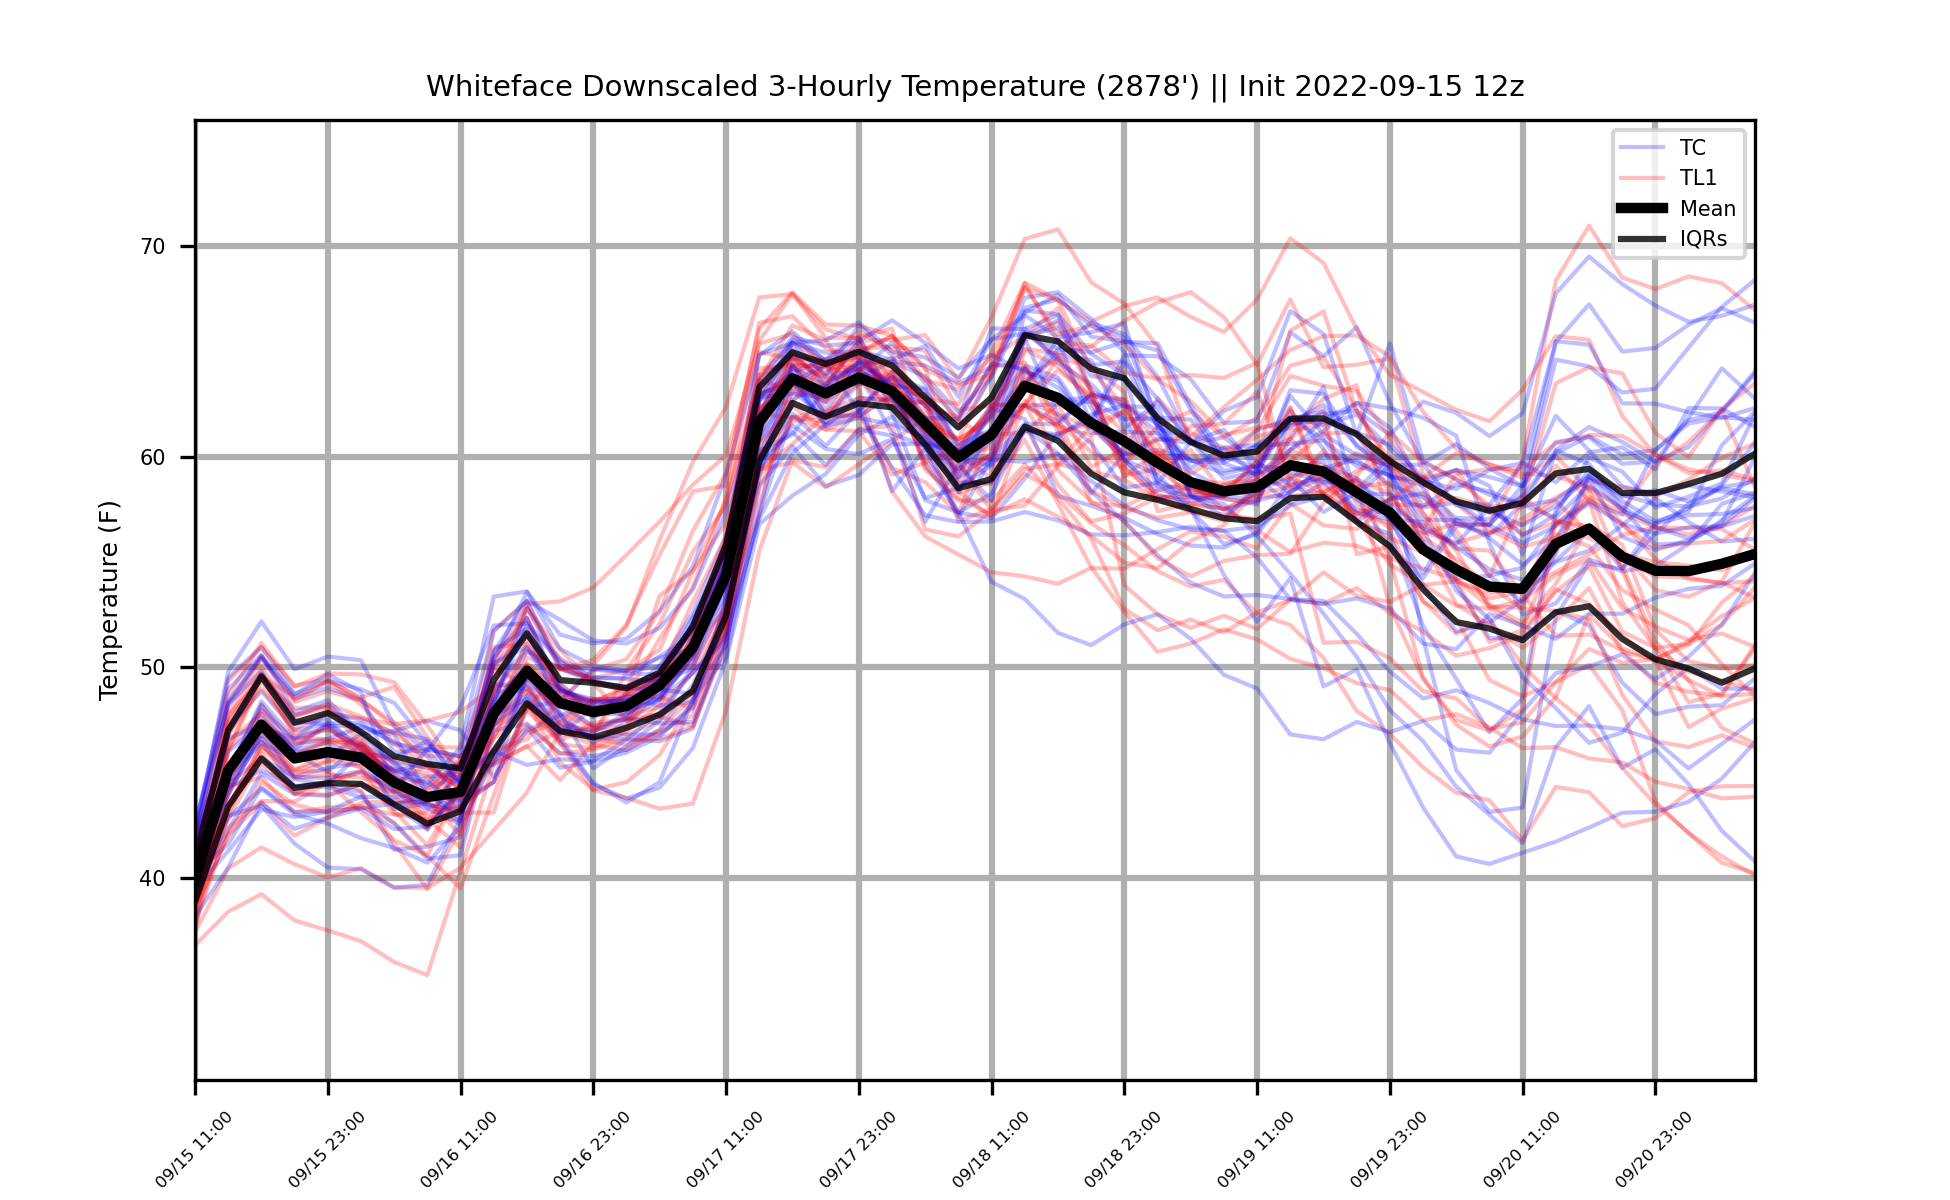 Whiteface Downscaled 3-Hourly Temperature (2878') || Init 2022-09-15 12z
TC
TL1
Mean
IQRs
Temperature (F)
70
60
50
40
09/15 11:00
09/15 23:00
09/16 11:00
09/16 23:00
09/17 11:00
09/17 23:00
09/18 11:00
09/18 23:00
09/19 11:00
09/19 23:00
09/20 11:00
09/20 23:00